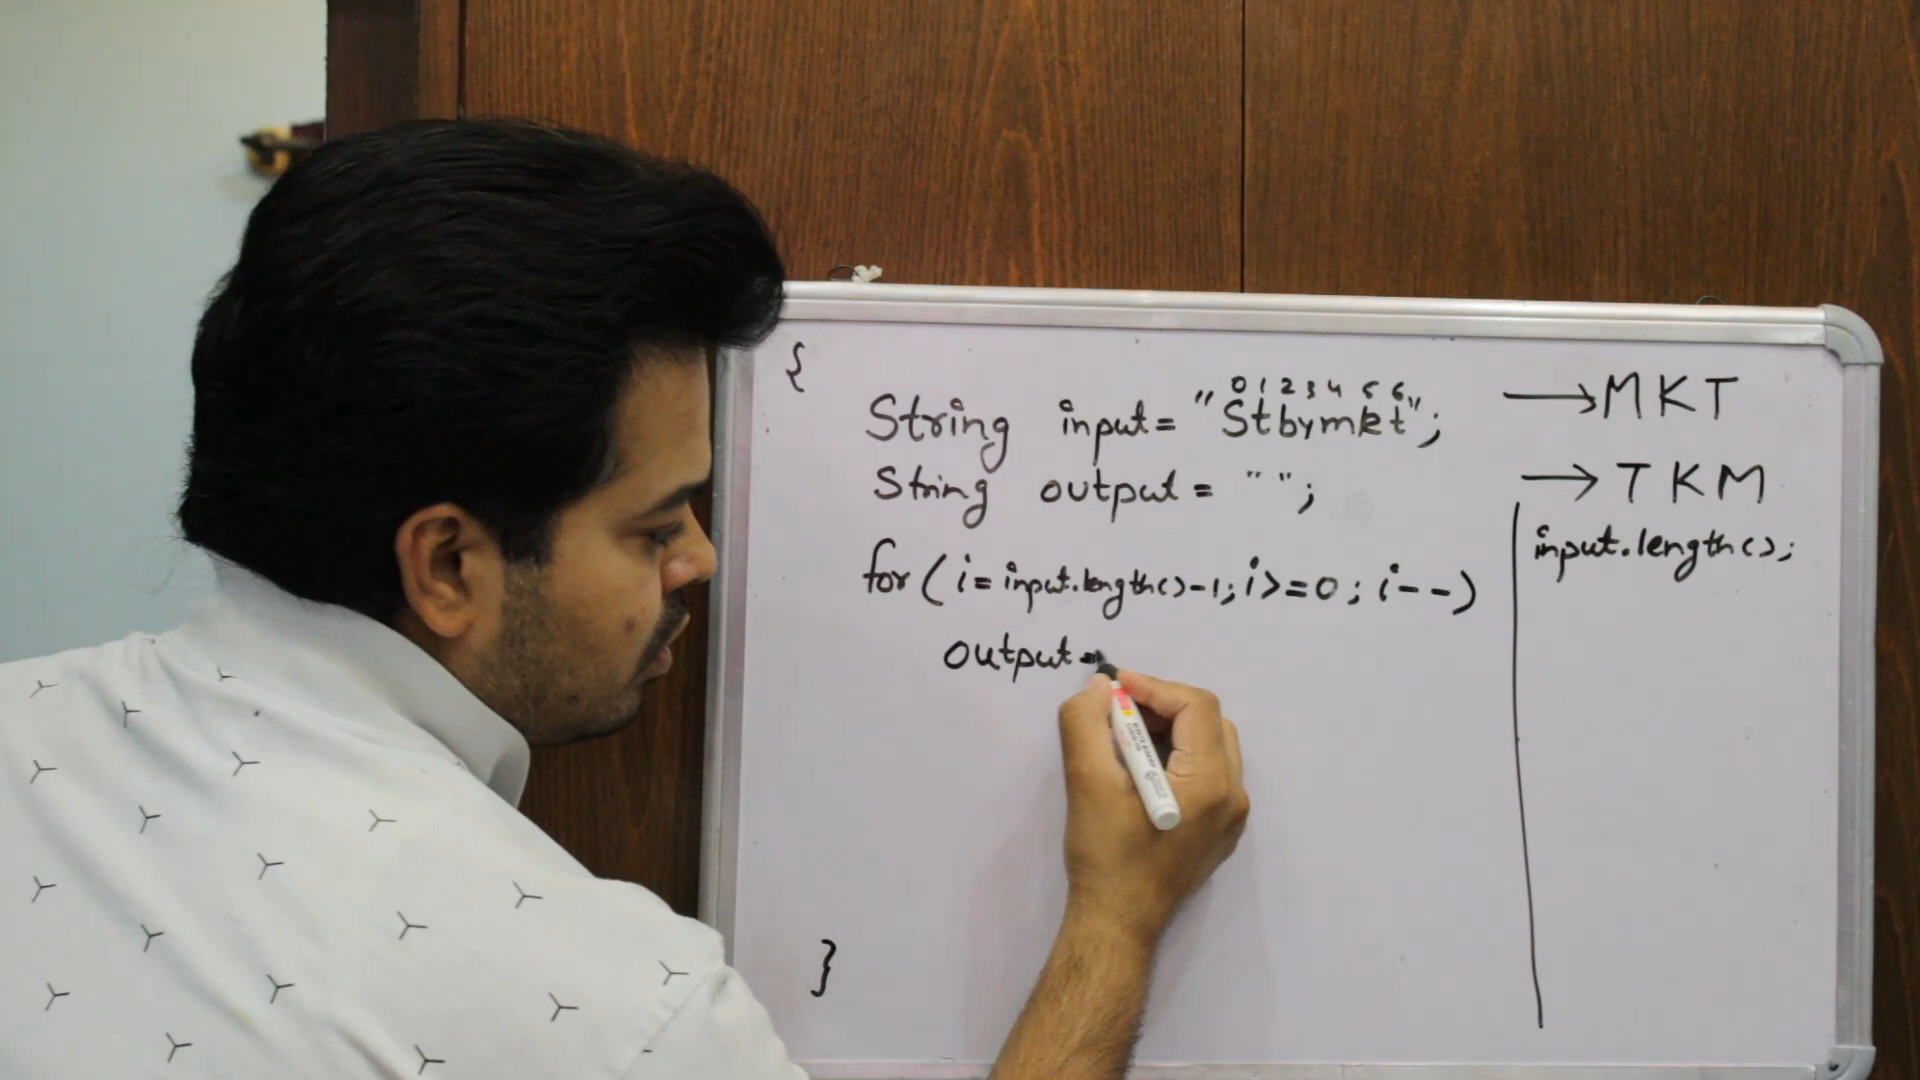 {
0 1 2 3 4 5 6
String input = "Stbymkt";
String output = " ";
for ( i = input.length() - 1; i >= 0 ; i - - )
output =
}
→ MKT
→ TKM
input.length();